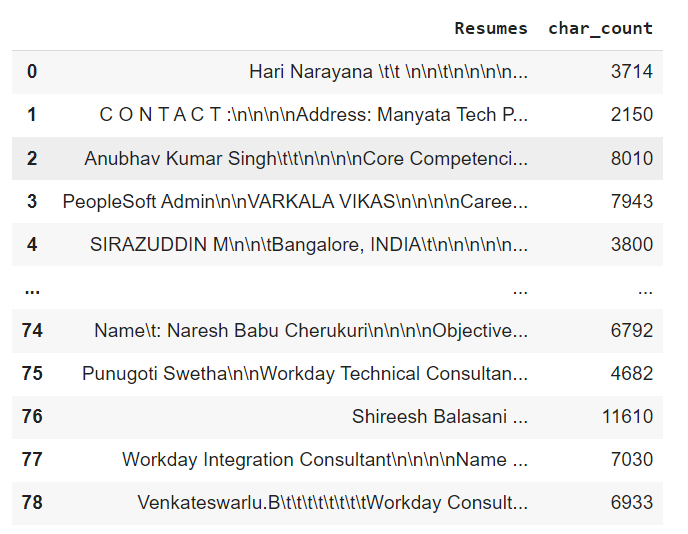 Resumes char_count
0 Hari Narayana \t\t \n\n\t\n\n\n\n... 3714
1 C O N T A C T :\n\n\n\nAddress: Manyata Tech P... 2150
2 Anubhav Kumar Singh\t\t\n\n\n\nCore Competenci... 8010
3 PeopleSoft Admin\n\nVARKALA VIKAS\n\n\n\nCaree... 7943
4 SIRAZUDDIN M\n\n\tBangalore, INDIA\t\n\n\n\n\n... 3800
... ... ...
74 Name\t: Naresh Babu Cherukuri\n\n\n\nObjective... 6792
75 Punugoti Swetha\n\nWorkday Technical Consultan... 4682
76 Shireesh Balasani ... 11610
77 Workday Integration Consultant\n\n\n\nName ... 7030
78 Venkateswarlu.B\t\t\t\t\t\t\t\tWorkday Consult... 6933